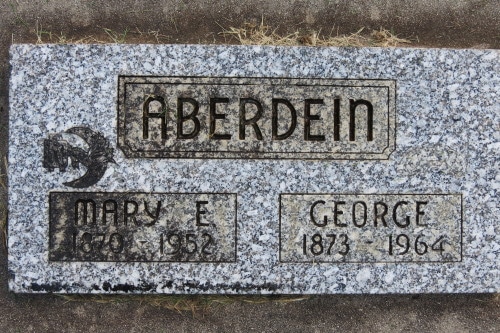 ABERDEIN
MARY E
1870 - 1952
GEORGE
1873 - 1964